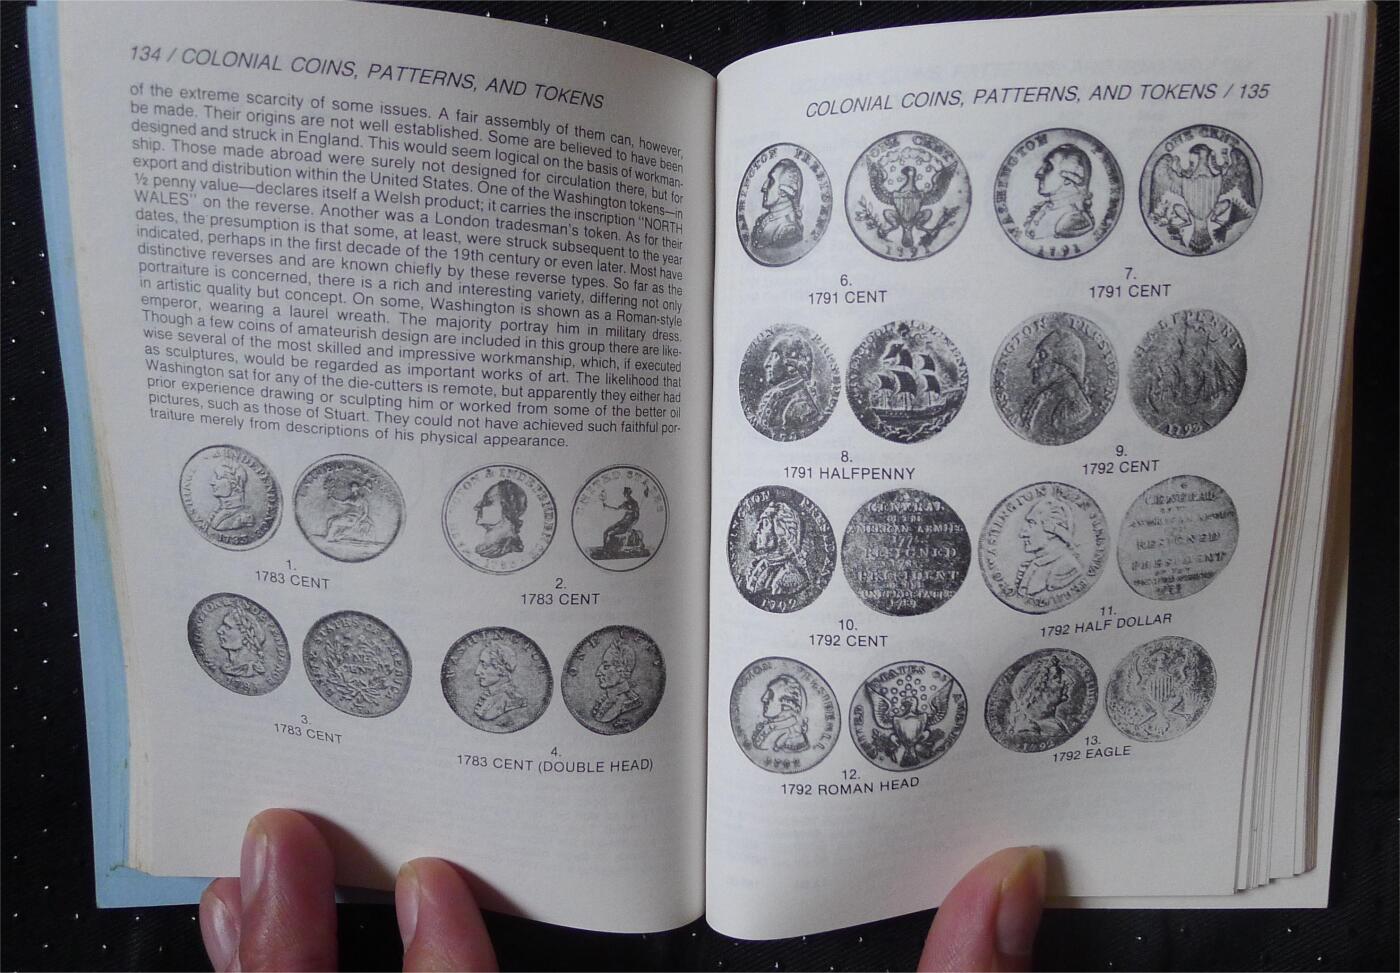 134 / COLONIAL COINS, PATTERNS, AND TOKENS
of the extreme scarcity of some issues. A fair assembly of them can, however,
be made. Their origins are not well established. Some are believed to have been
designed and struck in England. This would seem logical on the basis of workman-
ship. Those made abroad were surely not designed for circulation there, but for
export and distribution within the United States. One of the Washington tokens—in
½ penny value—declares itself a Welsh product; it carries the inscription "NORTH
WALES" on the reverse. Another was a London tradesman's token. As for their
dates, the presumption is that some, at least, were struck subsequent to the year
indicated, perhaps in the first decade of the 19th century or even later. Most have
distinctive reverses and are known chiefly by these reverse types. So far as the
portraiture is concerned, there is a rich and interesting variety, differing not only
in artistic quality but concept. On some, Washington is shown as a Roman-style
emperor, wearing a laurel wreath. The majority portray him in military dress.
Though a few coins of amateurish design are included in this group there are like-
wise several of the most skilled and impressive workmanship, which, if executed
as sculptures, would be regarded as important works of art. The likelihood that
Washington sat for any of the die-cutters is remote, but apparently they either had
prior experience drawing or sculpting him or worked from some of the better oil
pictures, such as those of Stuart. They could not have achieved such faithful por-
traiture merely from descriptions of his physical appearance.
1.
1783 CENT
2.
1783 CENT
3.
1783 CENT
4.
1783 CENT (DOUBLE HEAD)
COLONIAL COINS, PATTERNS, AND TOKENS / 135
ONE CENT
1791
1791
ONE CENT
6.
1791 CENT
7.
1791 CENT
8.
1791 HALFPENNY
9.
1792 CENT
GENERAL
OF THE
AMERICAN ARMIES
RESIGNED
PRESIDENT
GENERAL
RESIGNED
PRESIDENT
10.
1792 CENT
11.
1792 HALF DOLLAR
12.
1792 ROMAN HEAD
13.
1792 EAGLE